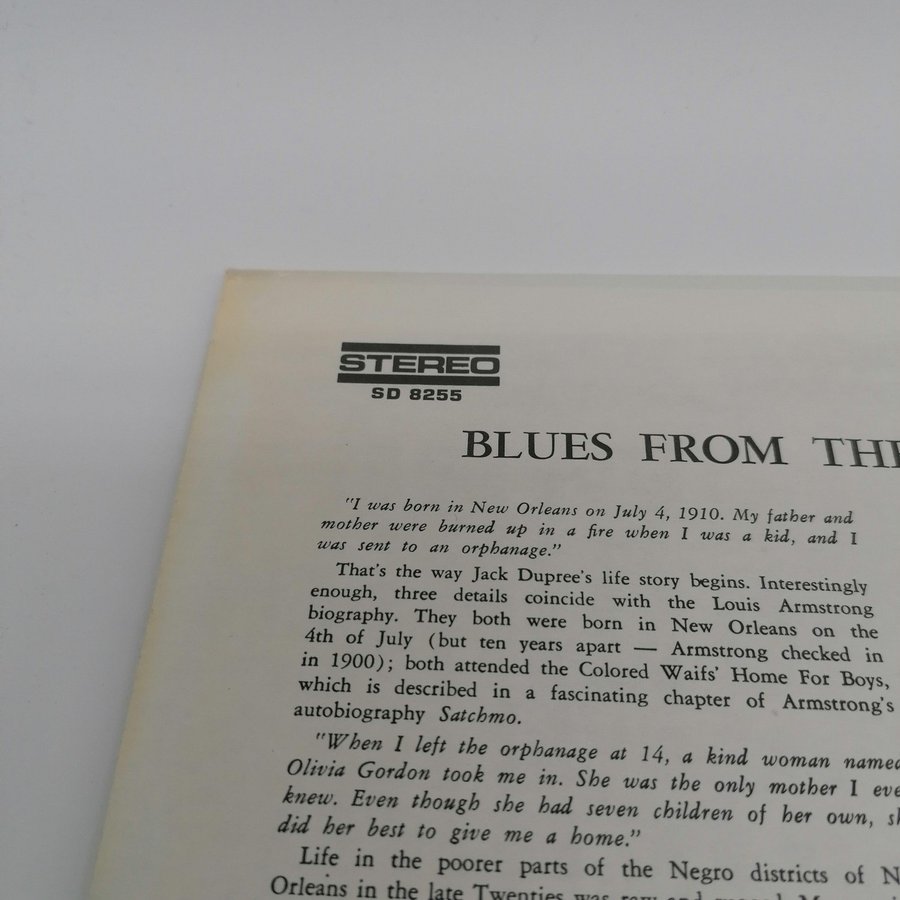 STEREO
SD 8255
BLUES FROM THE
"I was born in New Orleans on July 4, 1910. My father and
mother were burned up in a fire when I was a kid, and I
was sent to an orphanage."
That's the way Jack Dupree's life story begins. Interestingly
enough, three details coincide with the Louis Armstrong
biography. They both were born in New Orleans on the
4th of July (but ten years apart — Armstrong checked in
in 1900); both attended the Colored Waifs' Home For Boys,
which is described in a fascinating chapter of Armstrong's
autobiography Satchmo.
"When I left the orphanage at 14, a kind woman named
Olivia Gordon took me in. She was the only mother I eve
knew. Even though she had seven children of her own, sh
did her best to give me a home."
Life in the poorer parts of the Negro districts of N
Orleans in the late Twenties was raw and